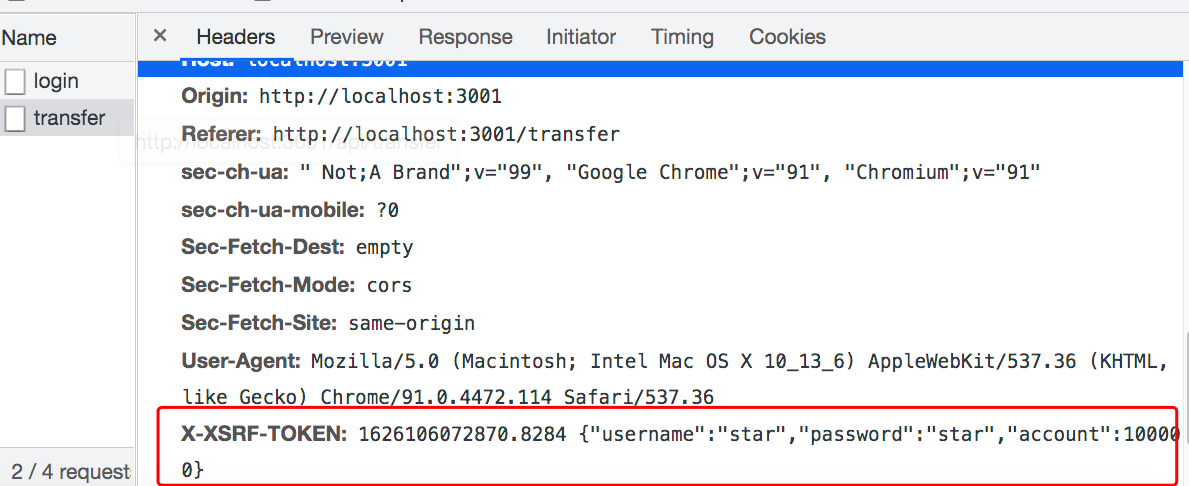 Name
× Headers Preview Response Initiator Timing Cookies
login
transfer
Host: localhost:3001
Origin: http://localhost:3001
Referer: http://localhost:3001/transfer
http://localhost:3001/api/transfer
sec-ch-ua: " Not;A Brand";v="99", "Google Chrome";v="91", "Chromium";v="91"
sec-ch-ua-mobile: ?0
Sec-Fetch-Dest: empty
Sec-Fetch-Mode: cors
Sec-Fetch-Site: same-origin
User-Agent: Mozilla/5.0 (Macintosh; Intel Mac OS X 10_13_6) AppleWebKit/537.36 (KHTML,
like Gecko) Chrome/91.0.4472.114 Safari/537.36
X-XSRF-TOKEN: 1626106072870.8284 {"username":"star","password":"star","account":10000
0}
2 / 4 requests